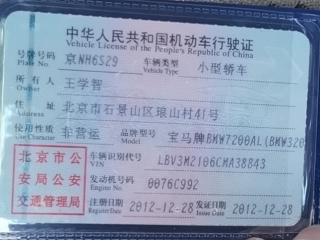 中华人民共和国机动车行驶证
Vehicle License of the People's Republic of China
号牌号码 京NH6S29 车辆类型 小型轿车
Plate No. Vehicle Type
所有人 王学智
Owner
住址 北京市石景山区琅山村41号
Address
使用性质 非营运 品牌型号 宝马牌BMW7200AL(BMW320
北京市公 车辆识别代号 LBV3M2106CMA38843
VIN
安局公安 发动机号码 0076C992
Engine No.
交通管理局 注册日期 2012-12-28 发证日期 2012-12-28
Register Date Issue Date